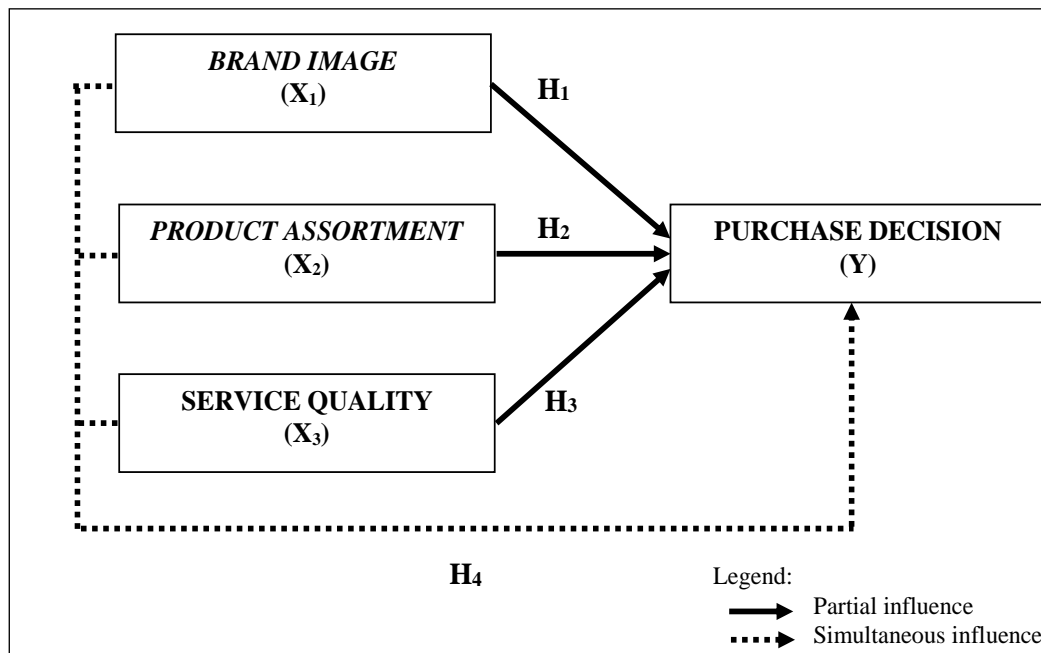 BRAND IMAGE
(X₁)
H₁
PRODUCT ASSORTMENT
(X₂)
H₂
PURCHASE DECISION
(Y)
SERVICE QUALITY
(X₃)
H₃
H₄
Legend:
Partial influence
Simultaneous influence